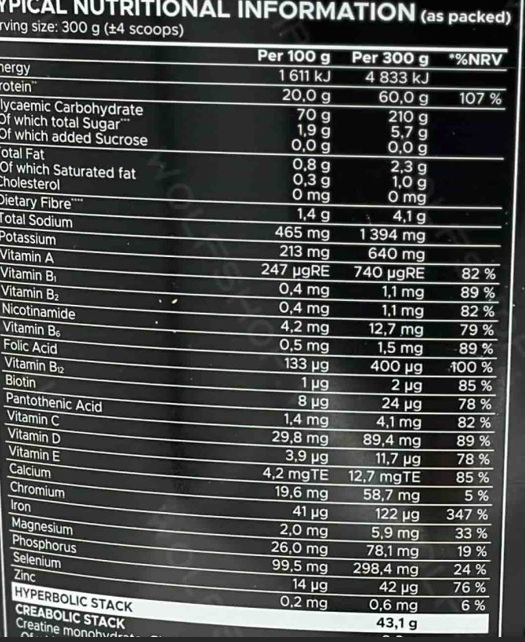 YPICAL NUTRITIONAL INFORMATION (as packed)
rving size: 300 g (±4 scoops)
Per 100 g Per 300 g *%NRV
nergy 1 611 kJ 4 833 kJ
rotein** 20,0 g 60,0 g 107 %
lycaemic Carbohydrate 70 g 210 g
Of which total Sugar*** 1,9 g 5,7 g
Of which added Sucrose 0,0 g 0,0 g
otal Fat 0,8 g 2,3 g
Of which Saturated fat 0,3 g 1,0 g
Cholesterol 0 mg 0 mg
Dietary Fibre**** 1,4 g 4,1 g
Total Sodium 465 mg 1 394 mg
Potassium 213 mg 640 mg
Vitamin A 247 µgRE 740 µgRE 82 %
Vitamin B1 0,4 mg 1,1 mg 89 %
Vitamin B2 0,4 mg 1,1 mg 82 %
Nicotinamide 4,2 mg 12,7 mg 79 %
Vitamin B6 0,5 mg 1,5 mg 89 %
Folic Acid 133 µg 400 µg 100 %
Vitamin B12 1 µg 2 µg 85 %
Biotin 8 µg 24 µg 78 %
Pantothenic Acid 1,4 mg 4,1 mg 82 %
Vitamin C 29,8 mg 89,4 mg 89 %
Vitamin D 3,9 µg 11,7 µg 78 %
Vitamin E 4,2 mgTE 12,7 mgTE 85 %
Calcium 19,6 mg 58,7 mg 5 %
Chromium 41 µg 122 µg 347 %
Iron 2,0 mg 5,9 mg 33 %
Magnesium 26,0 mg 78,1 mg 19 %
Phosphorus 99,5 mg 298,4 mg 24 %
Selenium 14 µg 42 µg 76 %
Zinc 0,2 mg 0,6 mg 6 %
HYPERBOLIC STACK 43,1 g
CREABOLIC STACK
Creatine monohydrate